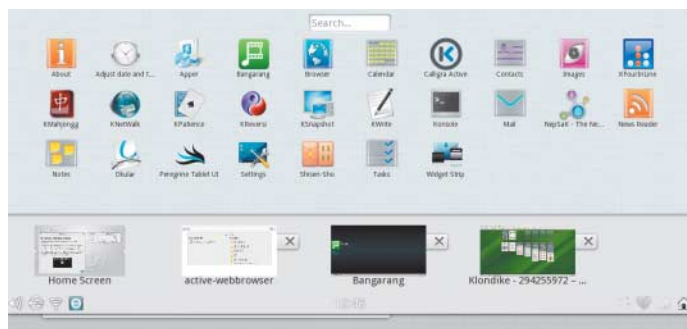 Search...
About Adjust date and t... Apper Bangarang Browser Calendar Calligra Active Contacts Images KFourInLine
KMahjongg KNetWalk KPatience KReversi KSnapshot KWrite Konsole Mail Nepsak - The Ne... News Reader
Notes Okular Peregrine Tablet UI Settings Shisen-Sho Tasks Widget Strip
Home Screen active-webbrowser Bangarang Klondike - 294255972 – ...